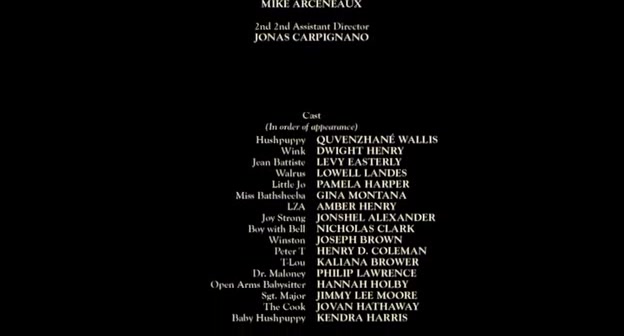 MIKE ARCENEAUX
2nd 2nd Assistant Director
JONAS CARPIGNANO
Cast
(In order of appearance)
Hushpuppy QUVENZHANÉ WALLIS
Wink DWIGHT HENRY
Jean Battiste LEVY EASTERLY
Walrus LOWELL LANDES
Little Jo PAMELA HARPER
Miss Bathsheeba GINA MONTANA
LZA AMBER HENRY
Joy Strong JONSHEL ALEXANDER
Boy with Bell NICHOLAS CLARK
Winston JOSEPH BROWN
Peter T HENRY D. COLEMAN
T-Lou KALIANA BROWER
Dr. Maloney PHILIP LAWRENCE
Open Arms Babysitter HANNAH HOLBY
Sgt. Major JIMMY LEE MOORE
The Cook JOVAN HATHAWAY
Baby Hushpuppy KENDRA HARRIS